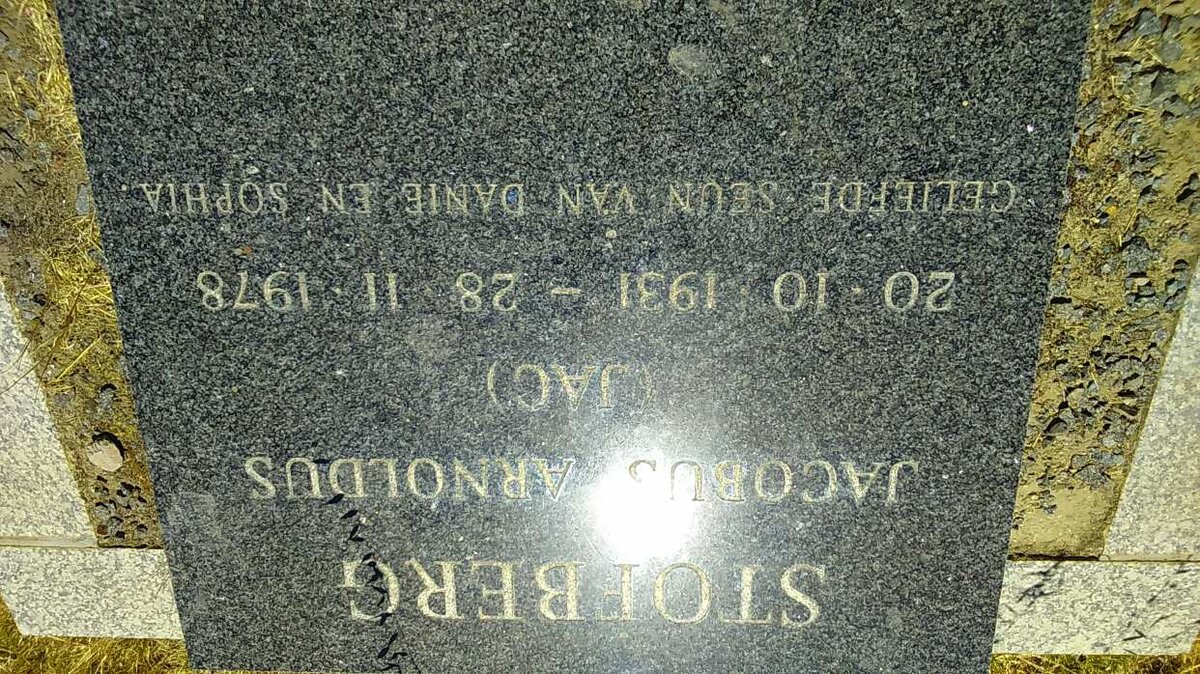 STOFBERG
JACOBUS ARNOLDUS
(JAC)
20·10·1931 – 28·11·1978
GELIEFDE SEUN VAN DANIE EN SOPHIA.